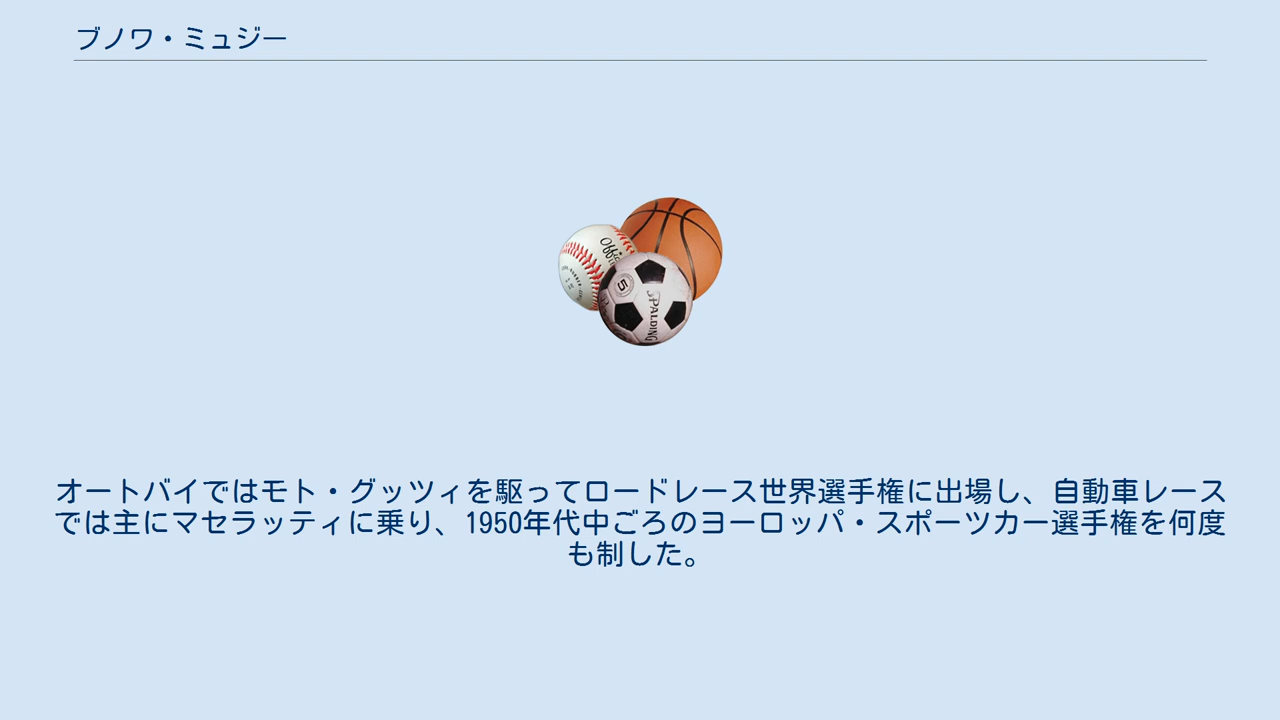 ブノワ・ミュジー
Offic
5
SPALDING
オートバイではモト・グッツィを駆ってロードレース世界選手権に出場し、自動車レース
では主にマセラッティに乗り、1950年代中ごろのヨーロッパ・スポーツカー選手権を何度
も制した。